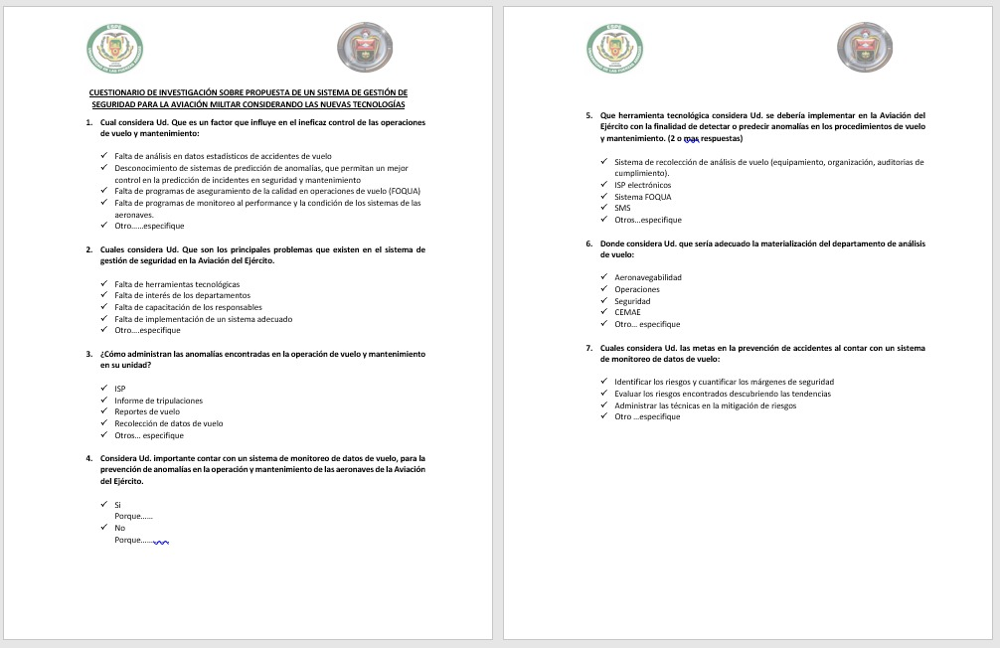 ESPE
CUESTIONARIO DE INVESTIGACIÓN SOBRE PROPUESTA DE UN SISTEMA DE GESTIÓN DE
SEGURIDAD PARA LA AVIACIÓN MILITAR CONSIDERANDO LAS NUEVAS TECNOLOGÍAS
1. Cual considera Ud. Que es un factor que influye en el ineficaz control de las operaciones
de vuelo y mantenimiento:
✓ Falta de análisis en datos estadísticos de accidentes de vuelo
✓ Desconocimiento de sistemas de predicción de anomalías, que permitan un mejor
control en la predicción de incidentes en seguridad y mantenimiento
✓ Falta de programas de aseguramiento de la calidad en operaciones de vuelo (FOQUA)
✓ Falta de programas de monitoreo al performance y la condición de los sistemas de las
aeronaves.
✓ Otro......especifique
2. Cuales considera Ud. Que son los principales problemas que existen en el sistema de
gestión de seguridad en la Aviación del Ejército.
✓ Falta de herramientas tecnológicas
✓ Falta de interés de los departamentos
✓ Falta de capacitación de los responsables
✓ Falta de implementación de un sistema adecuado
✓ Otro....especifique
3. ¿Cómo administran las anomalías encontradas en la operación de vuelo y mantenimiento
en su unidad?
✓ ISP
✓ Informe de tripulaciones
✓ Reportes de vuelo
✓ Recolección de datos de vuelo
✓ Otros... especifique
4. Considera Ud. importante contar con un sistema de monitoreo de datos de vuelo, para la
prevención de anomalías en la operación y mantenimiento de las aeronaves de la Aviación
del Ejército.
✓ Si
Porque......
✓ No
Porque......
ESPE
5. Que herramienta tecnológica considera Ud. se debería implementar en la Aviación del
Ejército con la finalidad de detectar o predecir anomalías en los procedimientos de vuelo
y mantenimiento. (2 o mas respuestas)
✓ Sistema de recolección de análisis de vuelo (equipamiento, organización, auditorias de
cumplimiento).
✓ ISP electrónicos
✓ Sistema FOQUA
✓ SMS
✓ Otros...especifique
6. Donde considera Ud. que sería adecuado la materialización del departamento de análisis
de vuelo:
✓ Aeronavegabilidad
✓ Operaciones
✓ Seguridad
✓ CEMAE
✓ Otro... especifique
7. Cuales considera Ud. las metas en la prevención de accidentes al contar con un sistema
de monitoreo de datos de vuelo:
✓ Identificar los riesgos y cuantificar los márgenes de seguridad
✓ Evaluar los riesgos encontrados descubriendo las tendencias
✓ Administrar las técnicas en la mitigación de riesgos
✓ Otro ...especifique